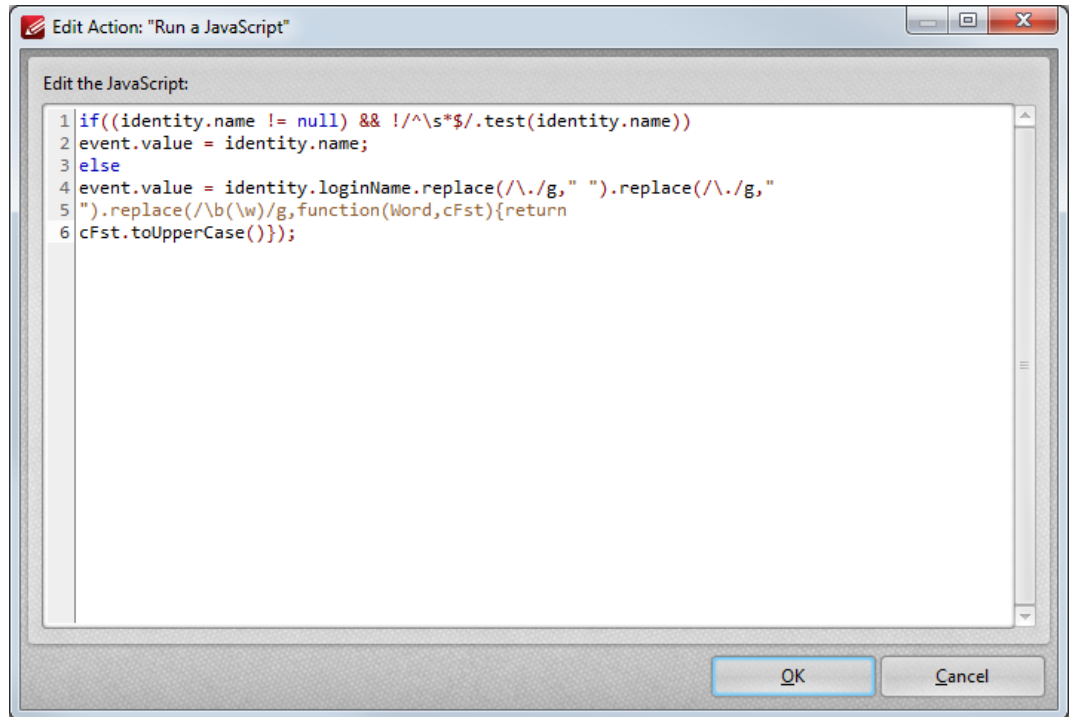 Edit Action: "Run a JavaScript"
Edit the JavaScript:
1 if((identity.name != null) && !/^\s*$/.test(identity.name))
2 event.value = identity.name;
3 else
4 event.value = identity.loginName.replace(/\./g," ").replace(/\./g,"
5 ").replace(/\b(\w)/g,function(Word,cFst){return
6 cFst.toUpperCase()});
OK Cancel